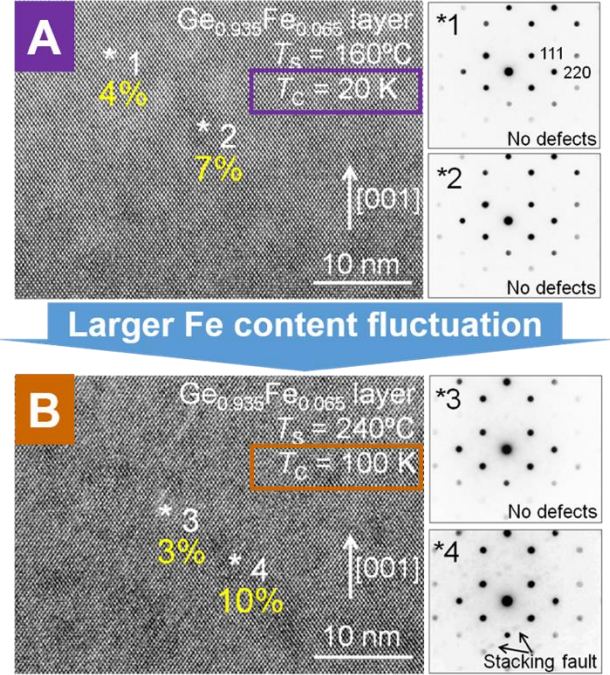 A
Ge0.935Fe0.065 layer
TS = 160ºC
TC = 20 K
* 1
4%
* 2
7%
[001]
10 nm
*1
111
220
No defects
*2
No defects
Larger Fe content fluctuation
B
Ge0.935Fe0.065 layer
TS = 240ºC
TC = 100 K
* 3
3%
* 4
10%
[001]
10 nm
*3
No defects
*4
Stacking fault